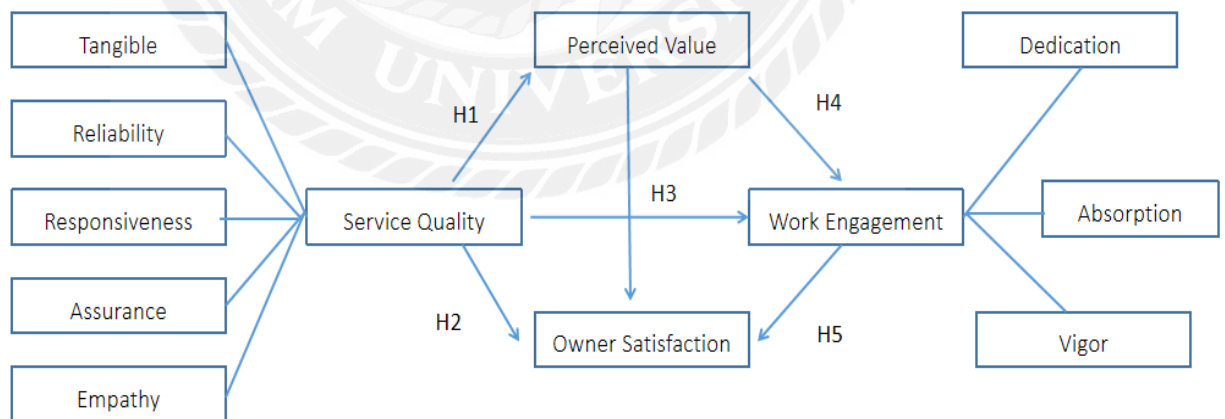 Tangible
Perceived Value
Dedication
UNIVERS
H4
H1
Reliability
H3
Responsiveness
Service Quality
Work Engagement
Absorption
Assurance
H2
Owner Satisfaction
H5
Vigor
Empathy